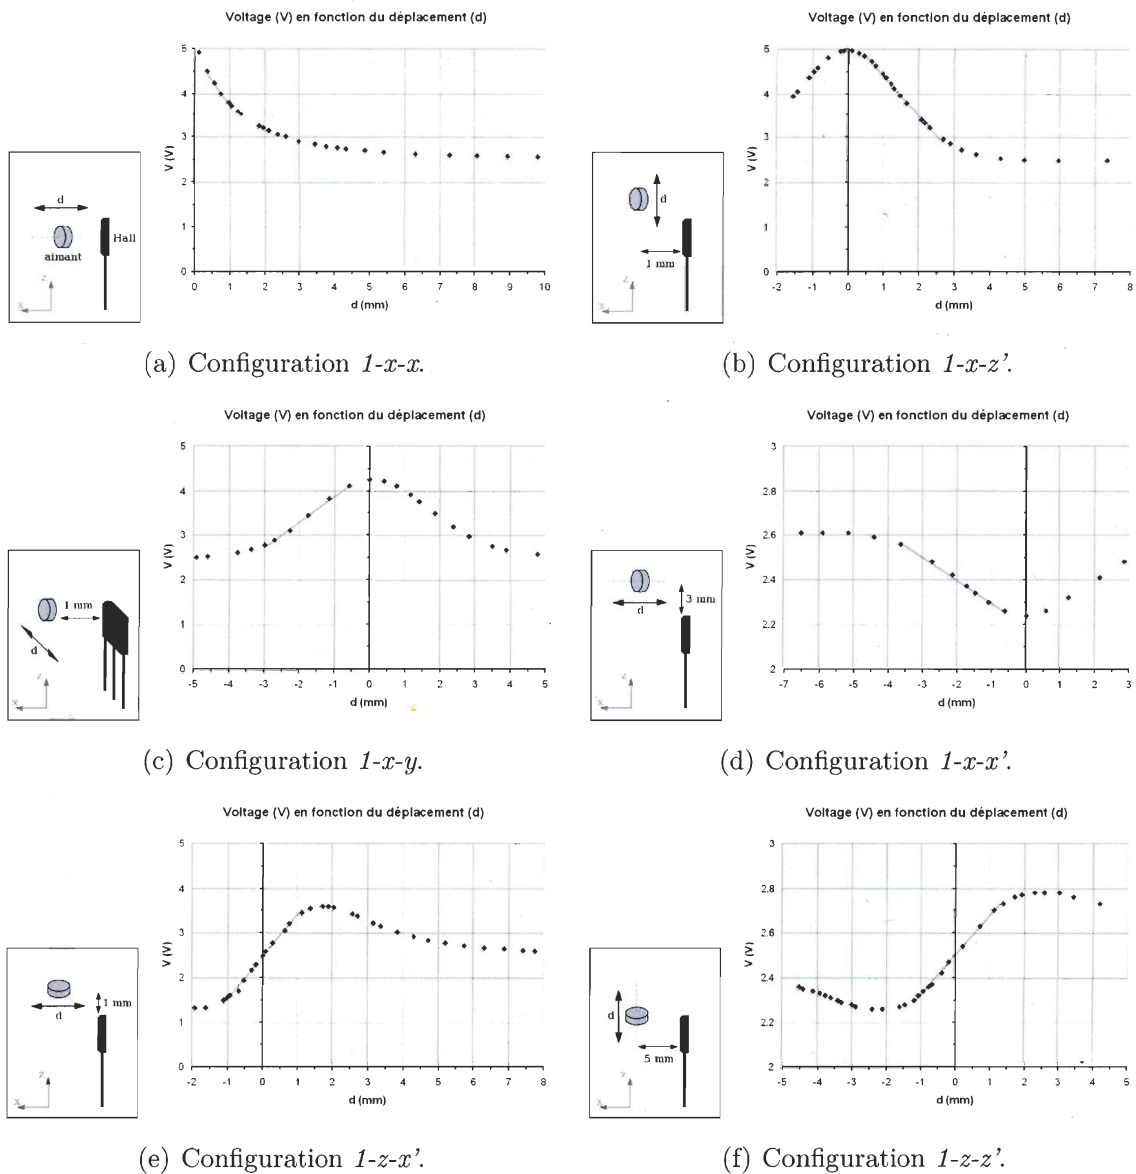 Voltage (V) en fonction du déplacement (d)
V (V)
5
4
3
2
1
0
0 1 2 3 4 5 6 7 8 9 10
d (mm)
d
Hall
aimant
z
x
(a) Configuration 1-x-x.
Voltage (V) en fonction du déplacement (d)
V (V)
5
4
3
2
1
0
-2 -1 0 1 2 3 4 5 6 7 8
d (mm)
d
1 mm
z
x
(b) Configuration 1-x-z'.
Voltage (V) en fonction du déplacement (d)
V (V)
5
4
3
2
1
0
-5 -4 -3 -2 -1 0 1 2 3 4 5
d (mm)
1 mm
d
z
x
(c) Configuration 1-x-y.
Voltage (V) en fonction du déplacement (d)
V (V)
3
2.8
2.6
2.4
2.2
2
-7 -6 -5 -4 -3 -2 -1 0 1 2 3
d (mm)
3 mm
d
z
x
(d) Configuration 1-x-x'.
Voltage (V) en fonction du déplacement (d)
V (V)
5
4
3
2
1
0
-2 -1 0 1 2 3 4 5 6 7 8
d (mm)
1 mm
d
z
x
(e) Configuration 1-z-x'.
Voltage (V) en fonction du déplacement (d)
V (V)
3
2.8
2.6
2.4
2.2
2
-5 -4 -3 -2 -1 0 1 2 3 4 5
d (mm)
d
5 mm
z
x
(f) Configuration 1-z-z'.